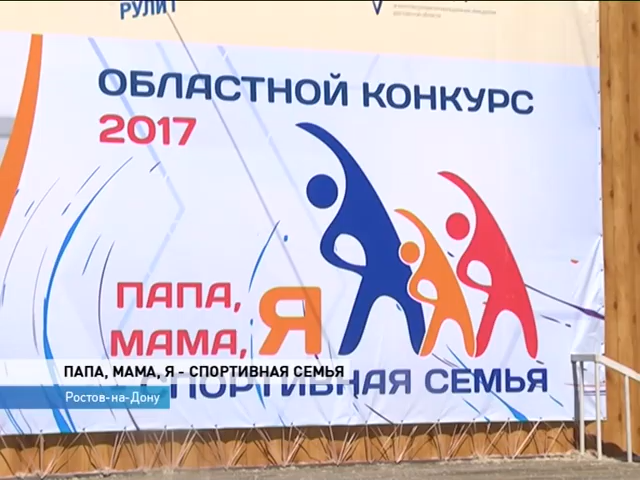 РУЛИТ
ОБЛАСТНОЙ КОНКУРС
2017
ПАПА,
МАМА, Я
СПОРТИВНАЯ СЕМЬЯ
ПАПА, МАМА, Я - СПОРТИВНАЯ СЕМЬЯ
Ростов-на-Дону